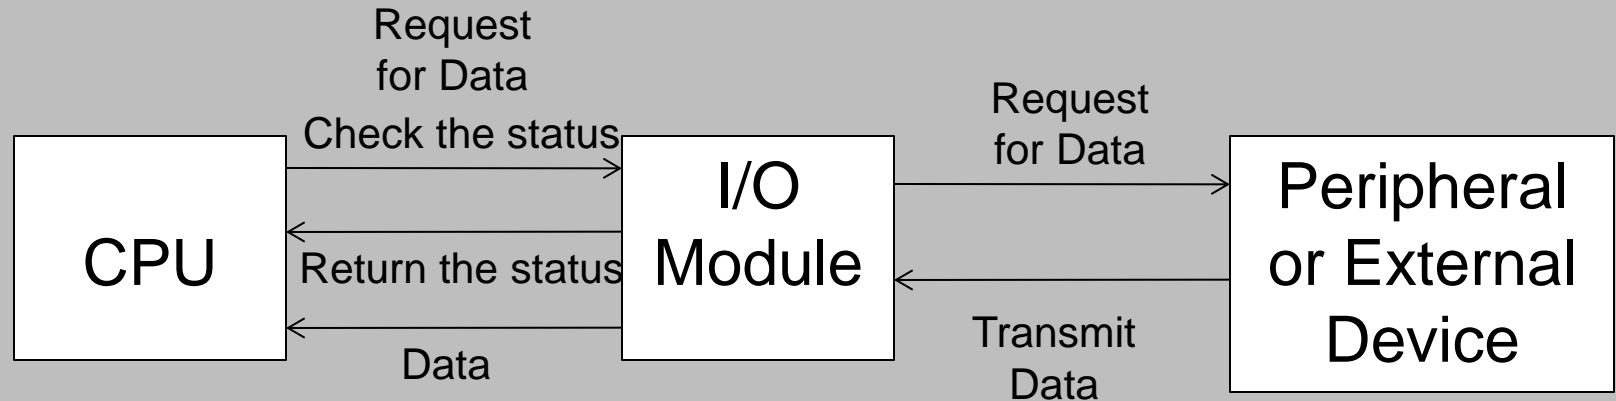 Request
for Data
Check the status
Request
for Data
CPU
I/O
Module
Peripheral
or External
Device
Return the status
Data
Transmit
Data